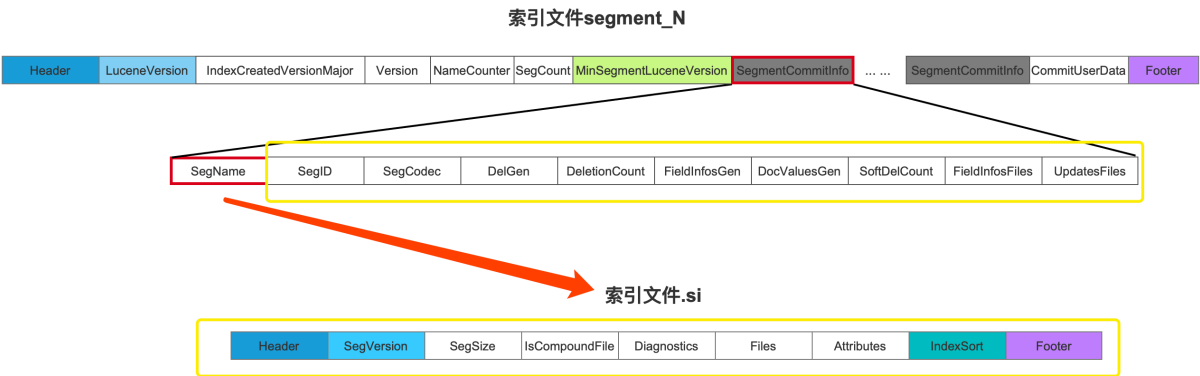 索引文件segment_N
Header LuceneVersion IndexCreatedVersionMajor Version NameCounter SegCount MinSegmentLuceneVersion SegmentCommitInfo ... ... SegmentCommitInfo CommitUserData Footer
SegName SegID SegCodec DelGen DeletionCount FieldInfosGen DocValuesGen SoftDelCount FieldInfosFiles UpdatesFiles
索引文件.si
Header SegVersion SegSize IsCompoundFile Diagnostics Files Attributes IndexSort Footer